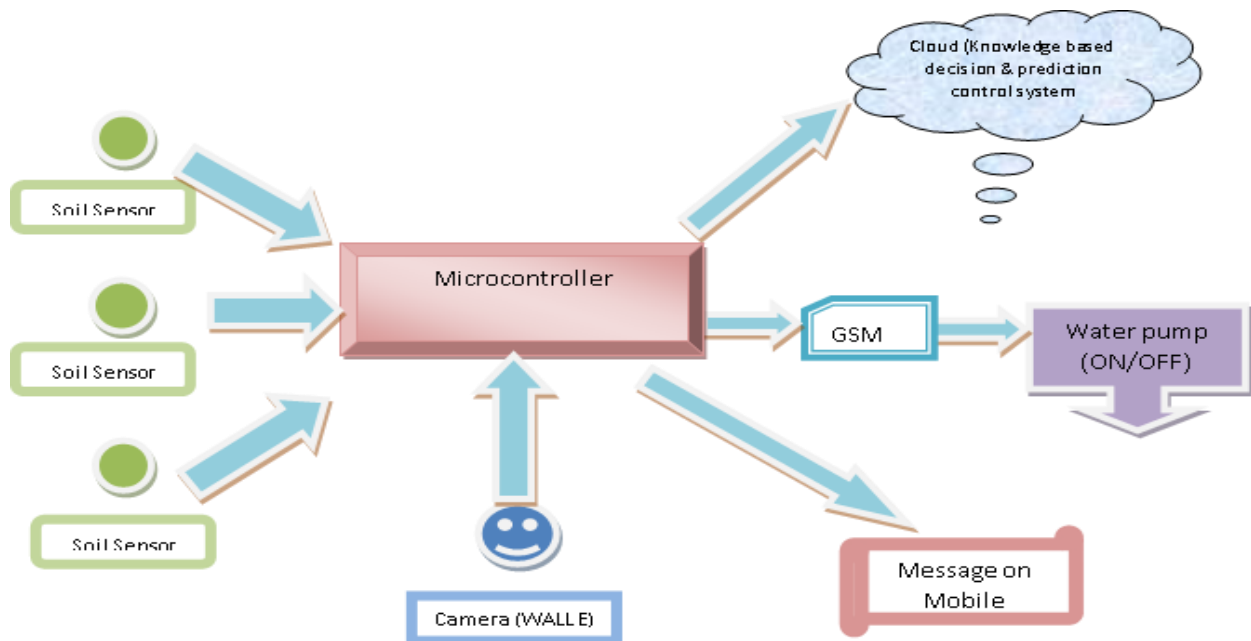 Cloud (Knowledge based
decision & prediction
control system
Soil Sensor
Microcontroller
Soil Sensor
GSM
Water pump
(ON/OFF)
Soil Sensor
Camera (WALLE)
Message on
Mobile